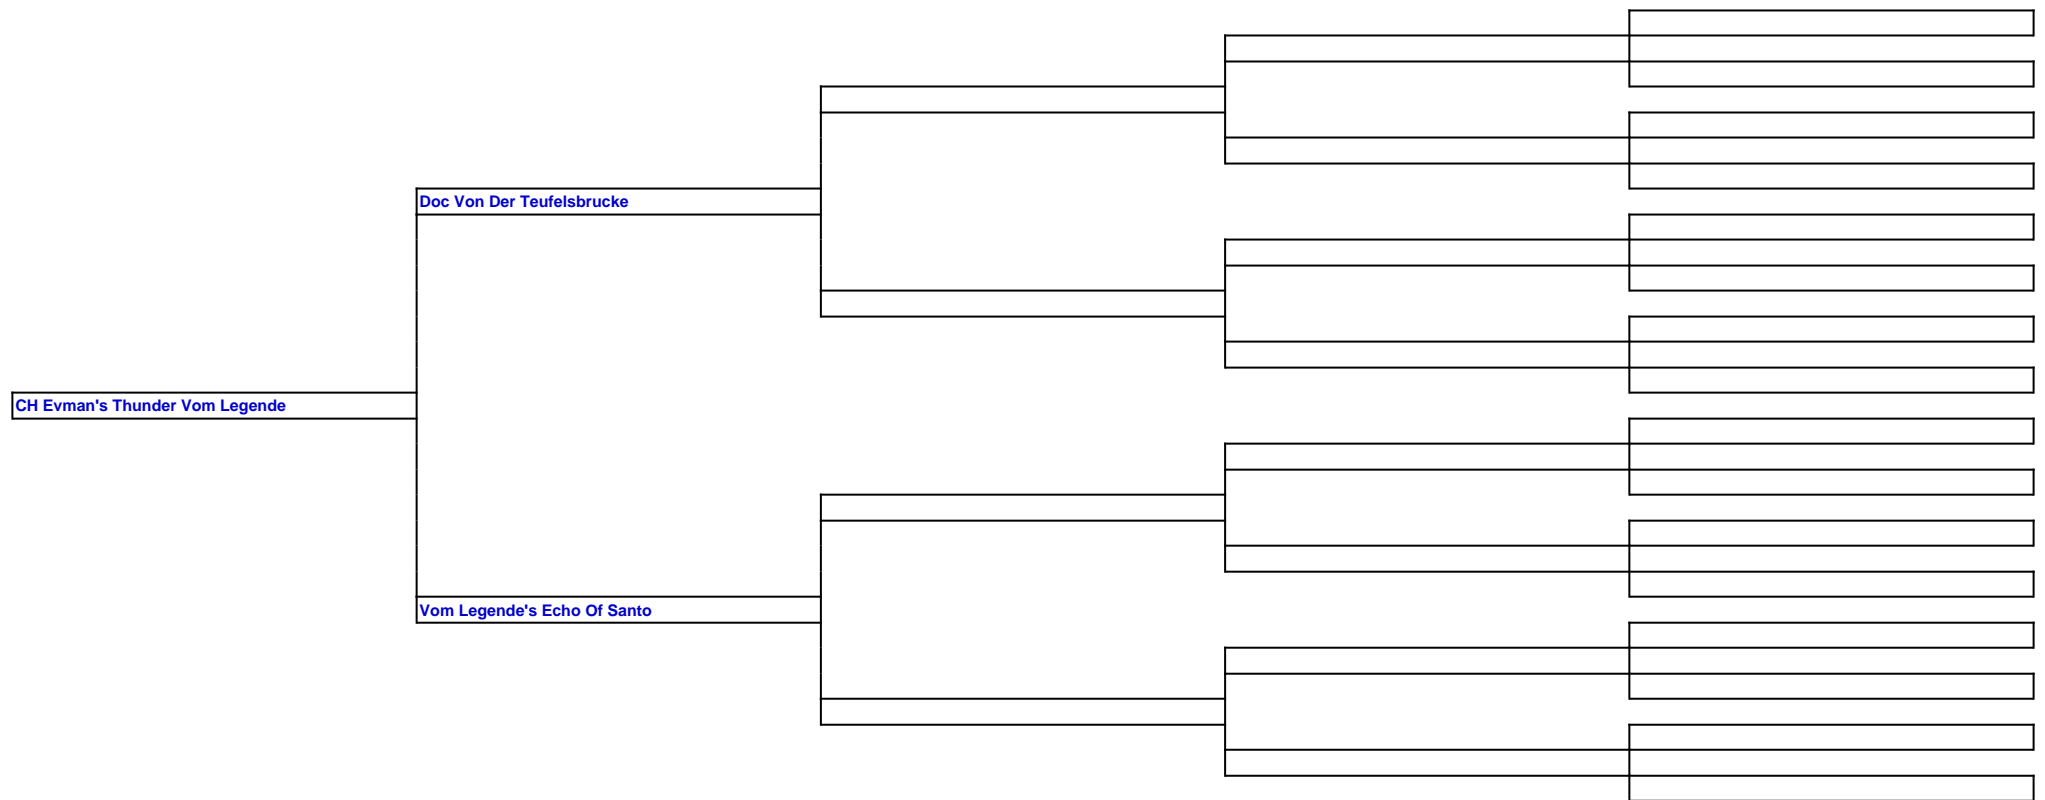 Doc Von Der Teufelsbrucke
CH Evman's Thunder Vom Legende
Vom Legende's Echo Of Santo